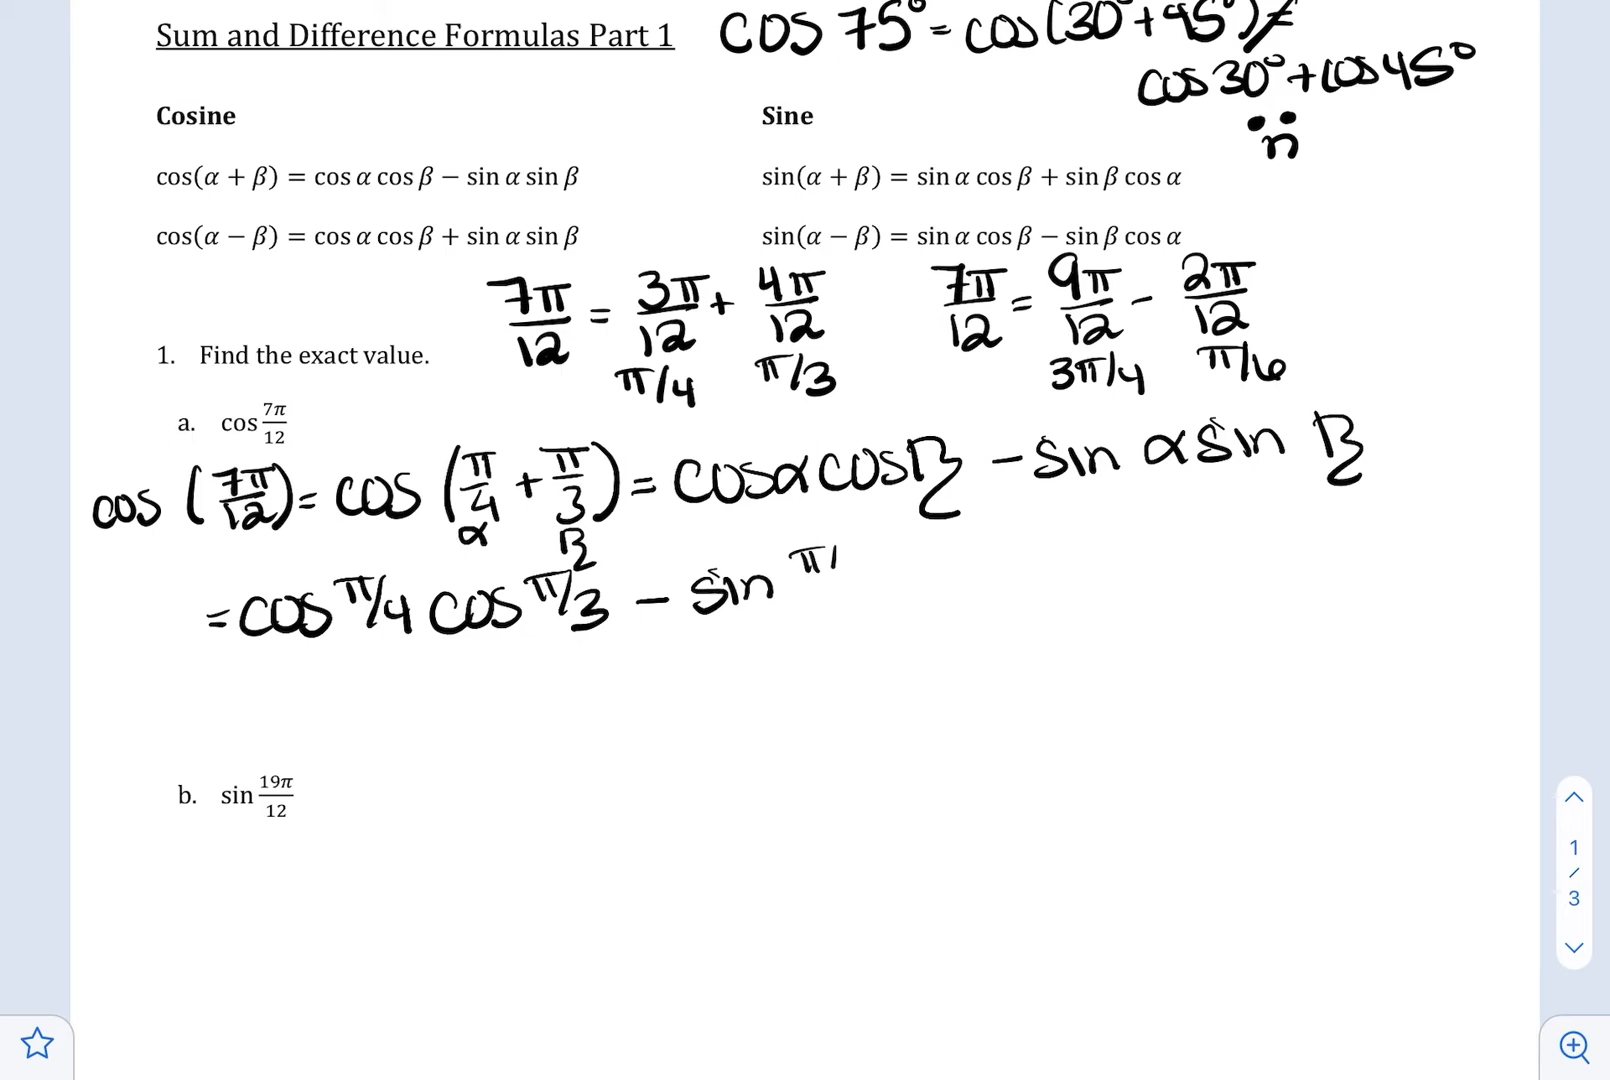 Sum and Difference Formulas Part 1
cos 75° = cos(30° + 45°) ≠
cos 30° + cos 45°
Cosine
Sine
cos(α + β) = cos α cos β − sin α sin β
sin(α + β) = sin α cos β + sin β cos α
cos(α − β) = cos α cos β + sin α sin β
sin(α − β) = sin α cos β − sin β cos α
7π/12 = 3π/12 + 4π/12
π/4 π/3
7π/12 = 9π/12 − 2π/12
3π/4 π/6
1. Find the exact value.
a. cos 7π/12
cos (7π/12) = cos (π/4 + π/3) = cos α cos β − sin α sin β
α β
= cos π/4 cos π/3 − sin π/
b. sin 19π/12
1
/
3